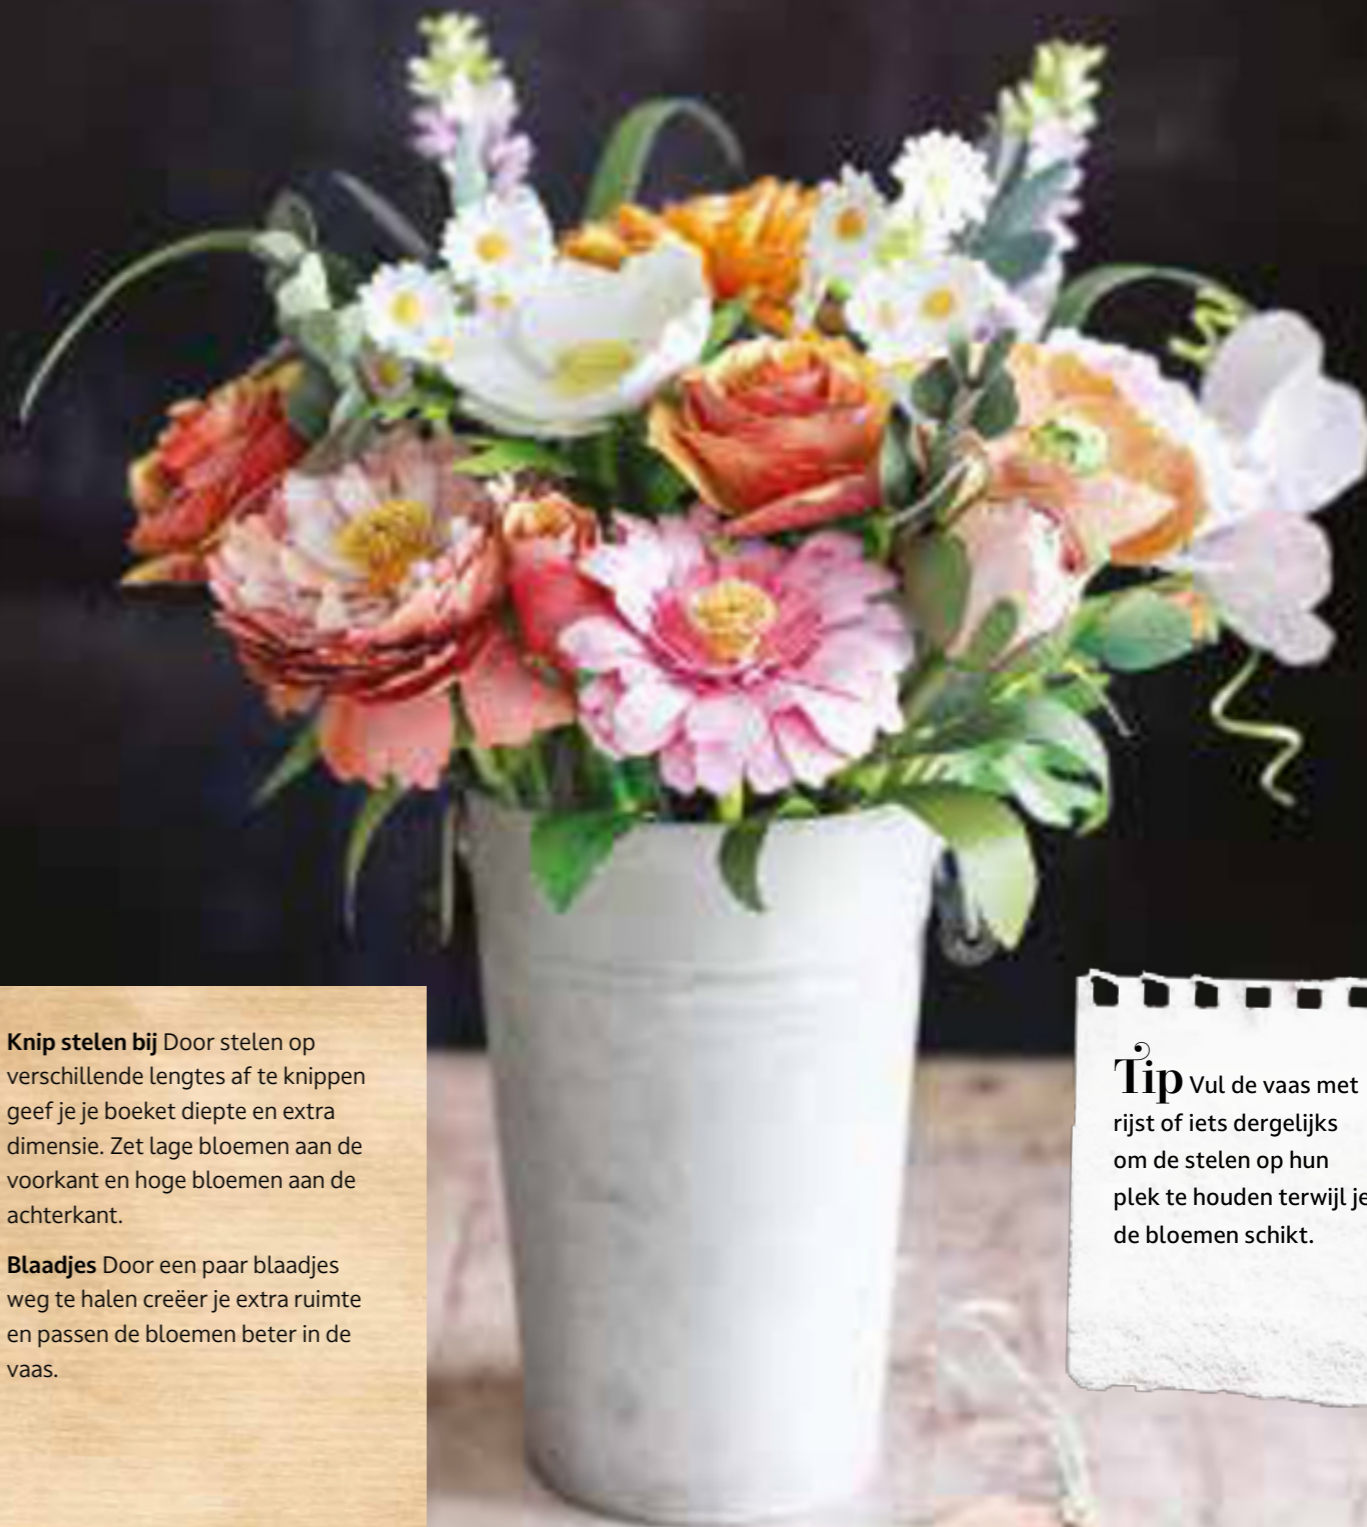 Knip stelen bij Door stelen op
verschillende lengtes af te knippen
geef je je boeket diepte en extra
dimensie. Zet lage bloemen aan de
voorkant en hoge bloemen aan de
achterkant.
Blaadjes Door een paar blaadjes
weg te halen creëer je extra ruimte
en passen de bloemen beter in de
vaas.
Tip Vul de vaas met
rijst of iets dergelijks
om de stelen op hun
plek te houden terwijl je
de bloemen schikt.